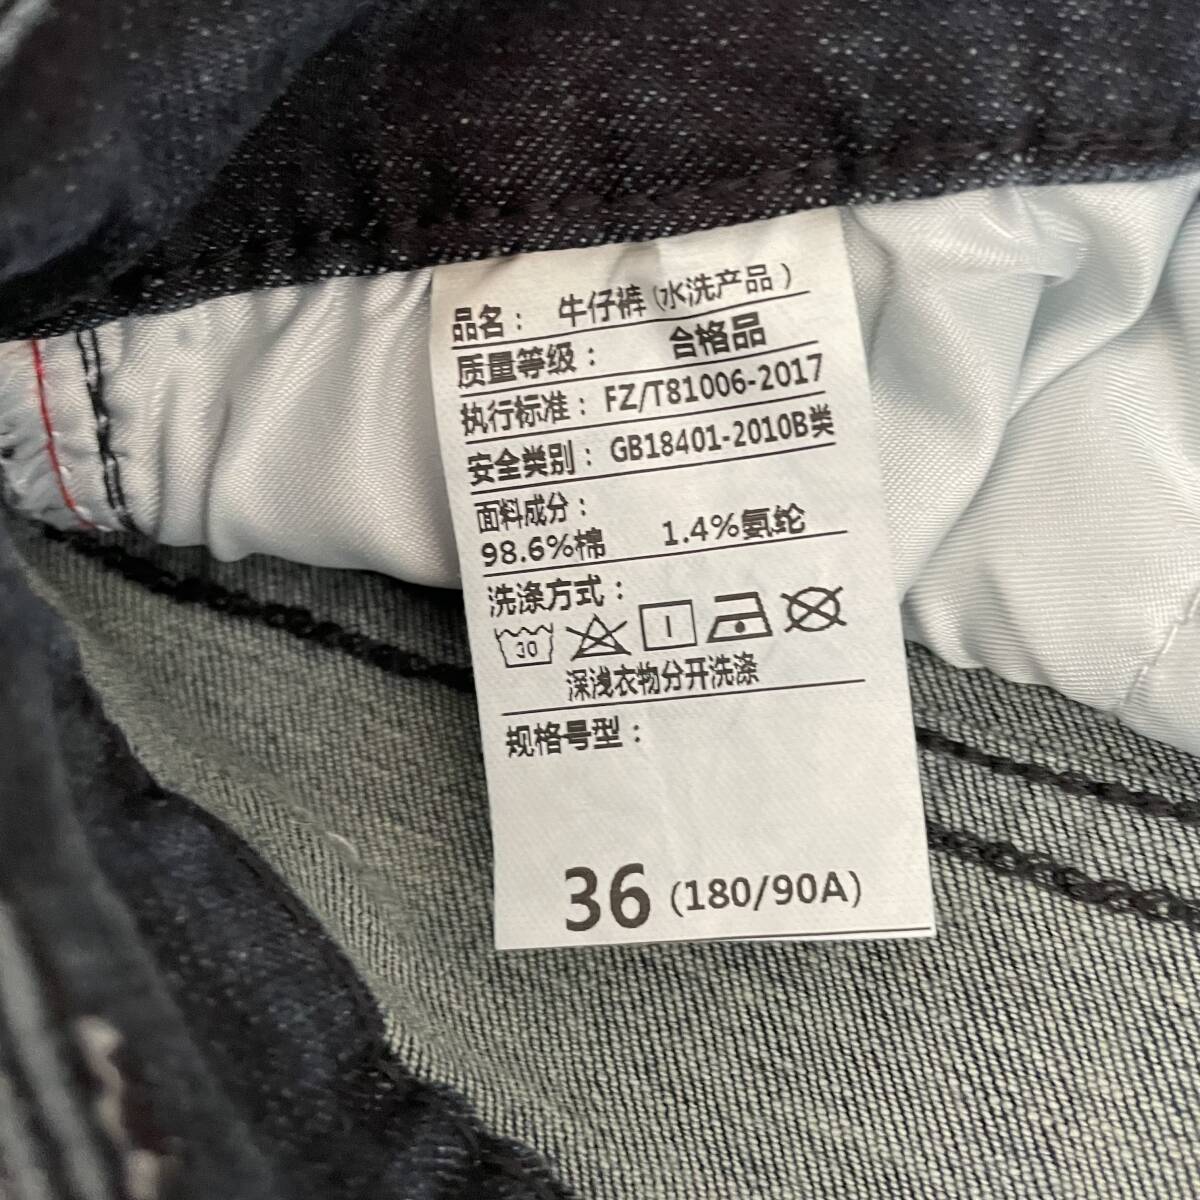 品名： 牛仔裤(水洗产品)
质量等级： 合格品
执行标准：FZ/T81006-2017
安全类别：GB18401-2010B类
面料成分：
98.6%棉 1.4%氨纶
洗涤方式：
30
深浅衣物分开洗涤
规格号型：
36 (180/90A)